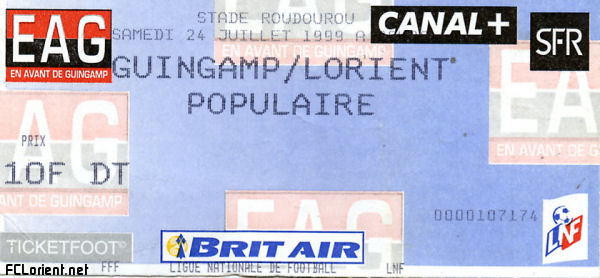 EAG
EN AVANT DE GUINGAMP
STADE ROUDOUROU
SAMEDI 24 JUILLET 1999 A
CANAL+
SFR
GUINGAMP/LORIENT
POPULAIRE
EAG
EN AVANT DE GUINGAMP
PRIX
10F DT
AG
EN AVANT DE GUINGAMP
EAG
0000107174
LNF
TICKETFOOT
BRIT AIR
FCLorient.net
FFF
LIGUE NATIONALE DE FOOTBALL
LNF